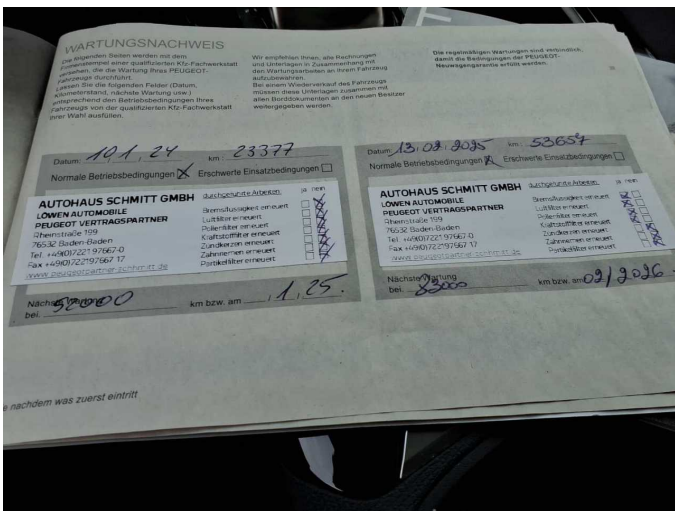 WARTUNGSNACHWEIS
Die folgenden Seiten werden mit dem
Firmenstempel einer qualifizierten Kfz-Fachwerkstatt
versehen, die die Wartung Ihres PEUGEOT-
Fahrzeugs durchführt.
Lassen Sie die folgenden Felder (Datum,
Kilometerstand, nächste Wartung usw.)
entsprechend den Betriebsbedingungen Ihres
Fahrzeugs von der qualifizierten Kfz-Fachwerkstatt
Ihrer Wahl ausfüllen.
Wir empfehlen Ihnen, alle Rechnungen
und Unterlagen in Zusammenhang mit
den Wartungsarbeiten an Ihrem Fahrzeug
aufzubewahren.
Bei einem Wiederverkauf des Fahrzeugs
müssen diese Unterlagen zusammen mit
allen Borddokumenten an den neuen Besitzer
weitergegeben werden.
Die regelmäßigen Wartungen sind verbindlich,
damit die Bedingungen der PEUGEOT-
Neuwagengarantie erfüllt werden.
Datum: 10.1.24 km: 23377
Normale Betriebsbedingungen X Erschwerte Einsatzbedingungen
AUTOHAUS SCHMITT GMBH
LÖWEN AUTOMOBILE
PEUGEOT VERTRAGSPARTNER
Rheinstraße 199
76532 Baden-Baden
Tel. +49(0)7221 97667-0
Fax +49(0)7221 97667 17
www.peugeotpartner-schmitt.de
durchgeführte Arbeiten: ja nein
Bremsflüssigkeit erneuert
Luftfilter erneuert
Pollenfilter erneuert
Kraftstofffilter erneuert
Zündkerzen erneuert
Zahnriemen erneuert
Partikelfilter erneuert
Nächste Wartung
bei: 52000 km bzw. am 1.25.
Datum: 13.02.2025 km: 53657
Normale Betriebsbedingungen X Erschwerte Einsatzbedingungen
AUTOHAUS SCHMITT GMBH
LÖWEN AUTOMOBILE
PEUGEOT VERTRAGSPARTNER
Rheinstraße 199
76532 Baden-Baden
Tel. +49(0)7221 97667-0
Fax +49(0)7221 97667 17
www.peugeotpartner-schmitt.de
durchgeführte Arbeiten: ja nein
Bremsflüssigkeit erneuert
Luftfilter erneuert
Pollenfilter erneuert
Kraftstofffilter erneuert
Zündkerzen erneuert
Zahnriemen erneuert
Partikelfilter erneuert
Nächste Wartung
bei: 83000 km bzw. am 02/2026
e nachdem was zuerst eintritt